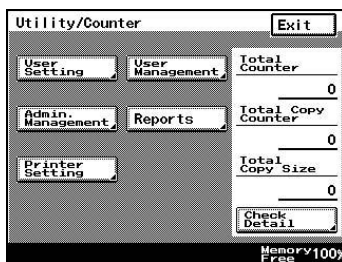 Utility/Counter
Exit
User
Setting
User
Management
Admin.
Management
Reports
Printer
Setting
Total
Counter
0
Total Copy
Counter
0
Total
Copy Size
0
Check
Detail
Memory
Free 100%